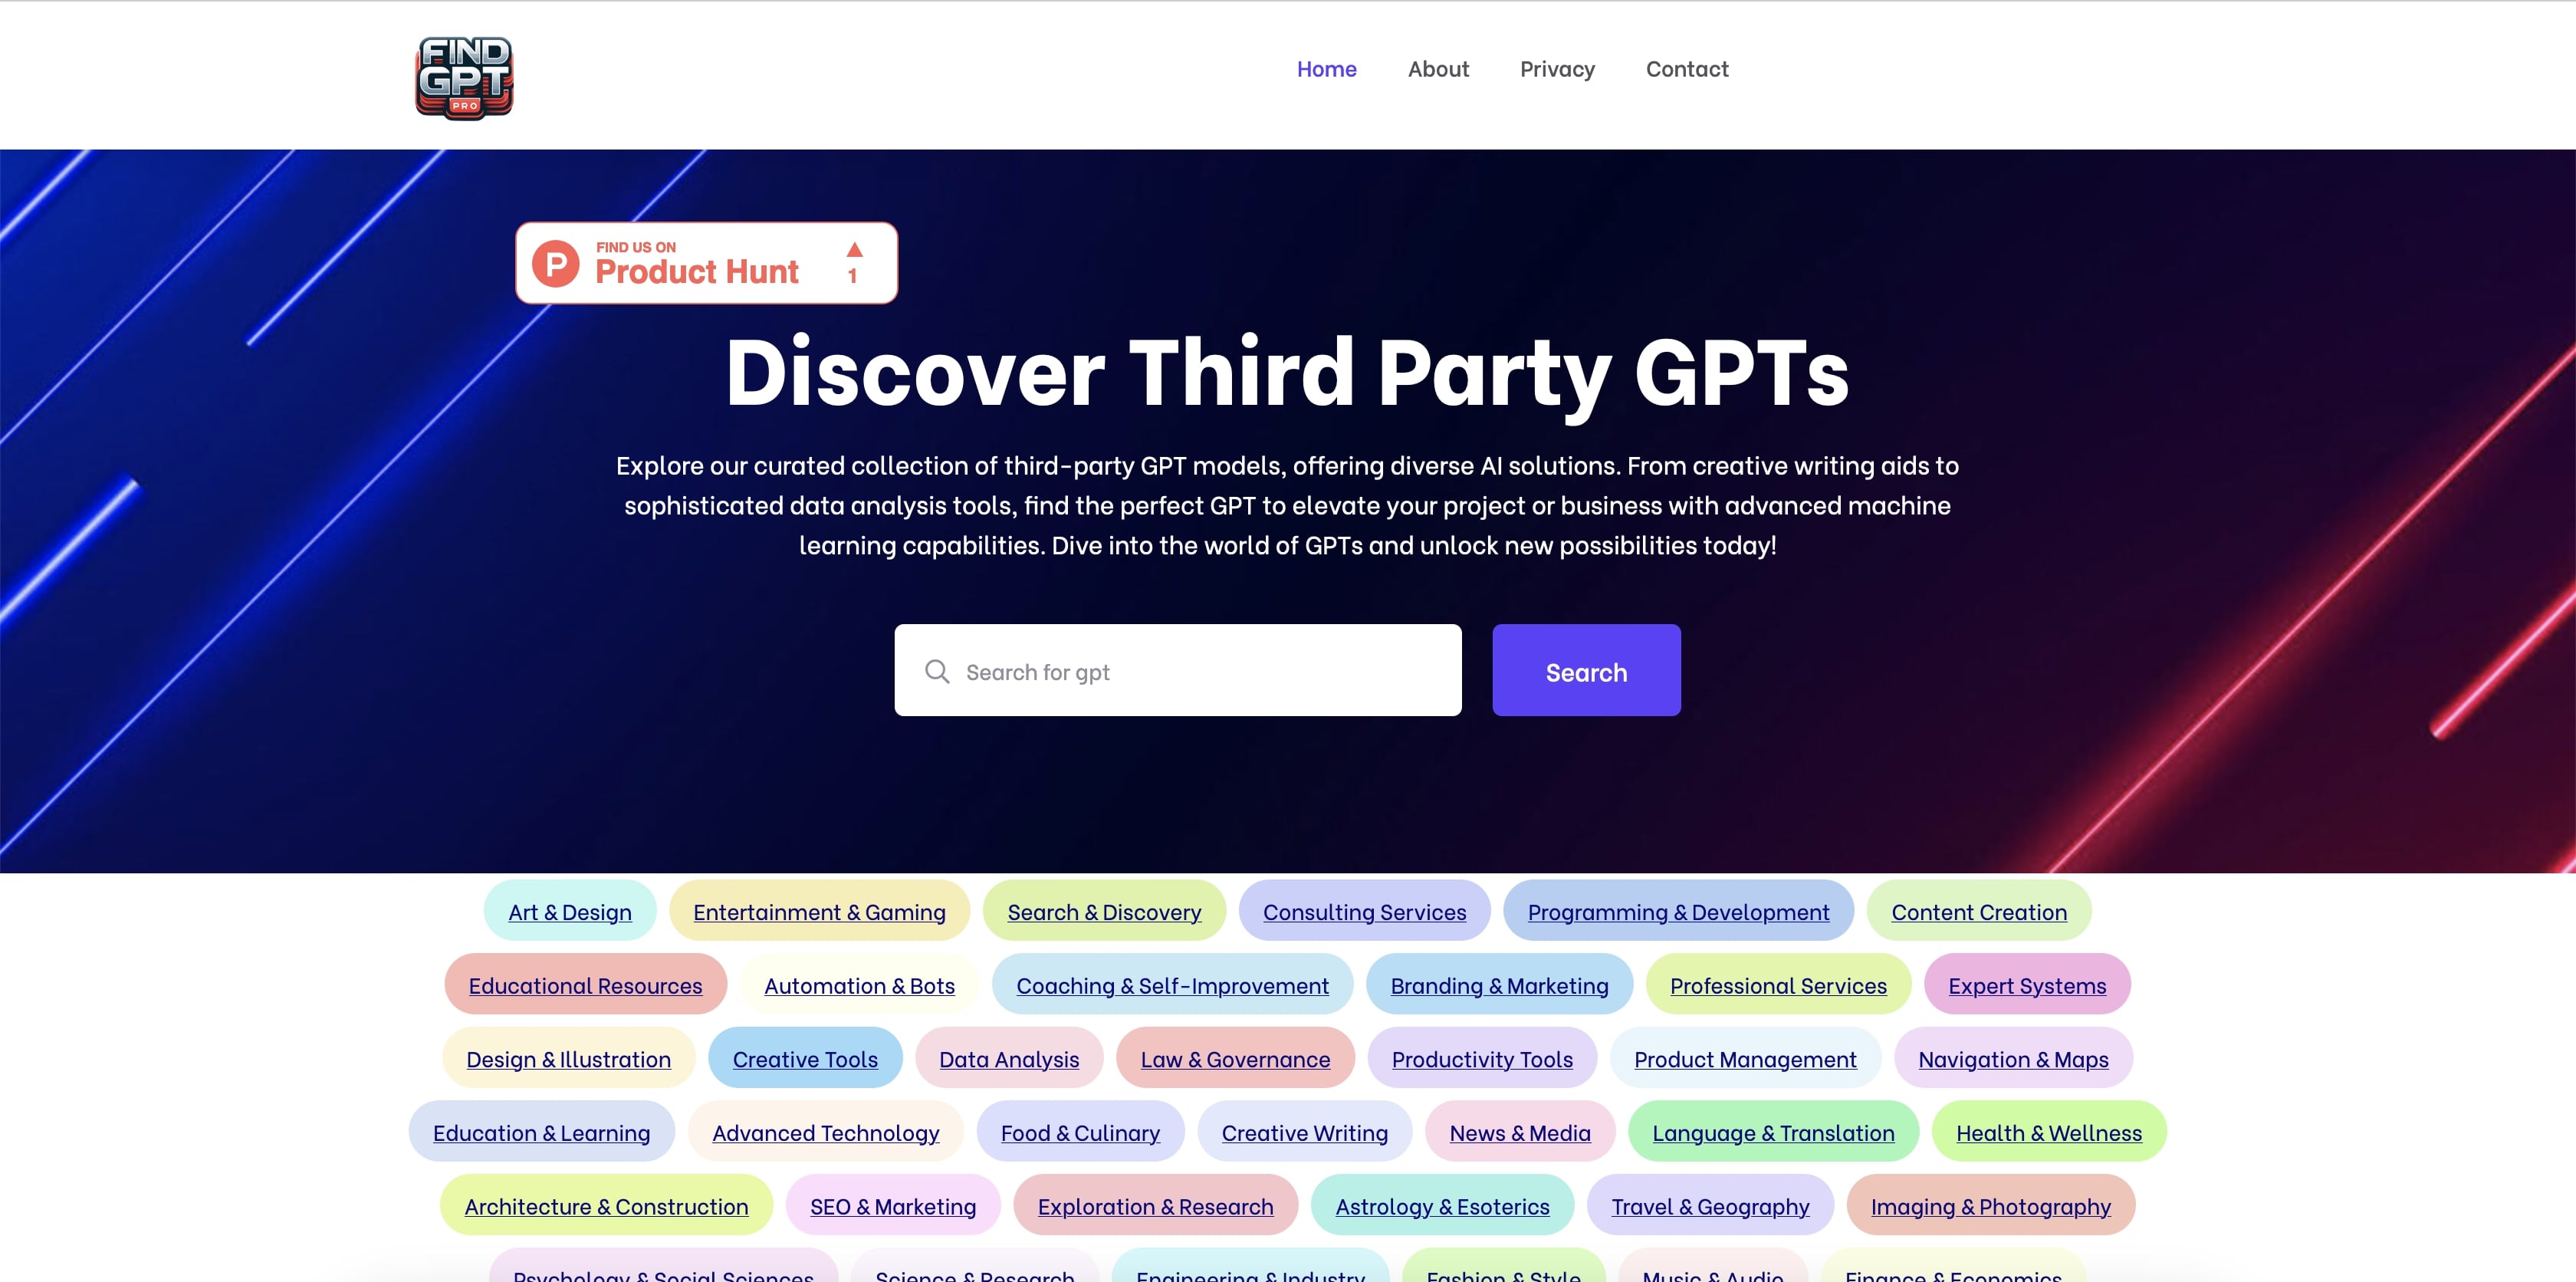 FIND
GPT
PRO
Home About Privacy Contact
FIND US ON
Product Hunt
1
Discover Third Party GPTs
Explore our curated collection of third-party GPT models, offering diverse AI solutions. From creative writing aids to
sophisticated data analysis tools, find the perfect GPT to elevate your project or business with advanced machine
learning capabilities. Dive into the world of GPTs and unlock new possibilities today!
Search for gpt Search
Art & Design Entertainment & Gaming Search & Discovery Consulting Services Programming & Development Content Creation
Educational Resources Automation & Bots Coaching & Self-Improvement Branding & Marketing Professional Services Expert Systems
Design & Illustration Creative Tools Data Analysis Law & Governance Productivity Tools Product Management Navigation & Maps
Education & Learning Advanced Technology Food & Culinary Creative Writing News & Media Language & Translation Health & Wellness
Architecture & Construction SEO & Marketing Exploration & Research Astrology & Esoterics Travel & Geography Imaging & Photography
Psychology & Social Sciences Science & Research Engineering & Industry Fashion & Style Music & Audio Finance & Economics